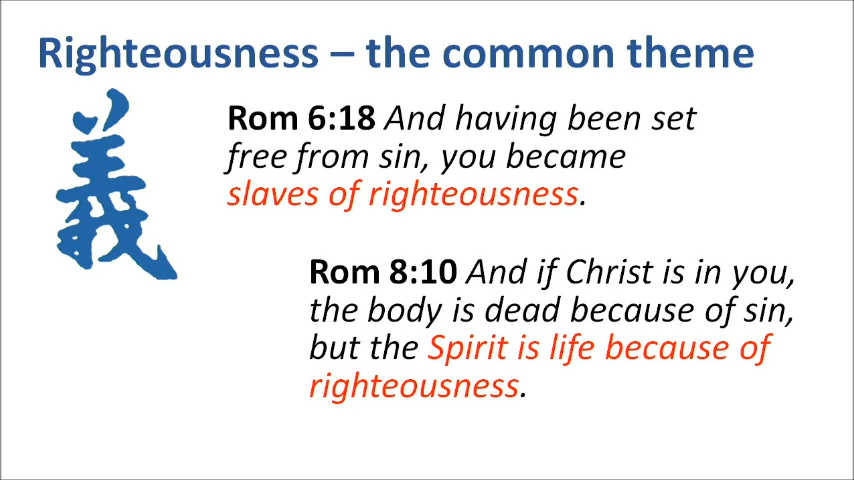 Righteousness – the common theme
義
Rom 6:18 And having been set
free from sin, you became
slaves of righteousness.
Rom 8:10 And if Christ is in you,
the body is dead because of sin,
but the Spirit is life because of
righteousness.